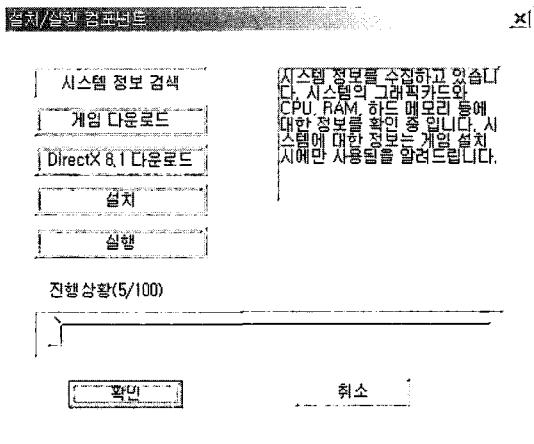 설치/실행 컴포넌트
시스템 정보 검색
게임 다운로드
DirectX 8.1 다운로드
설치
실행
시스템 정보를 수집하고 있습니
다. 시스템의 그래픽카드와
CPU, RAM, 하드 메모리 등에
대한 정보를 확인 중 입니다. 시
스템에 대한 정보는 게임 설치
시에만 사용됨을 알려드립니다.
진행상황(5/100)
확인
취소